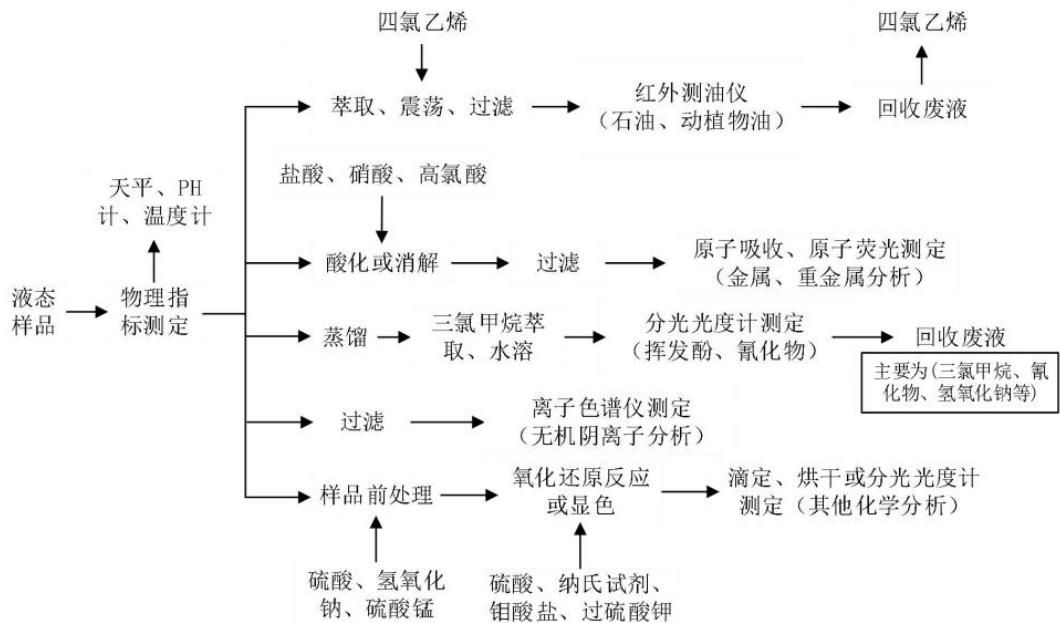 四氯乙烯
四氯乙烯
萃取、震荡、过滤
红外测油仪
（石油、动植物油）
回收废液
盐酸、硝酸、高氯酸
天平、PH
计、温度计
酸化或消解
过滤
原子吸收、原子荧光测定
（金属、重金属分析）
液态
样品
物理指
标测定
蒸馏
三氯甲烷萃
取、水溶
分光光度计测定
（挥发酚、氰化物）
回收废液
主要为(三氯甲烷、氰
化物、氢氧化钠等)
过滤
离子色谱仪测定
（无机阴离子分析）
样品前处理
氧化还原反应
或显色
滴定、烘干或分光光度计
测定（其他化学分析）
硫酸、氢氧化
钠、硫酸锰
硫酸、纳氏试剂、
钼酸盐、过硫酸钾